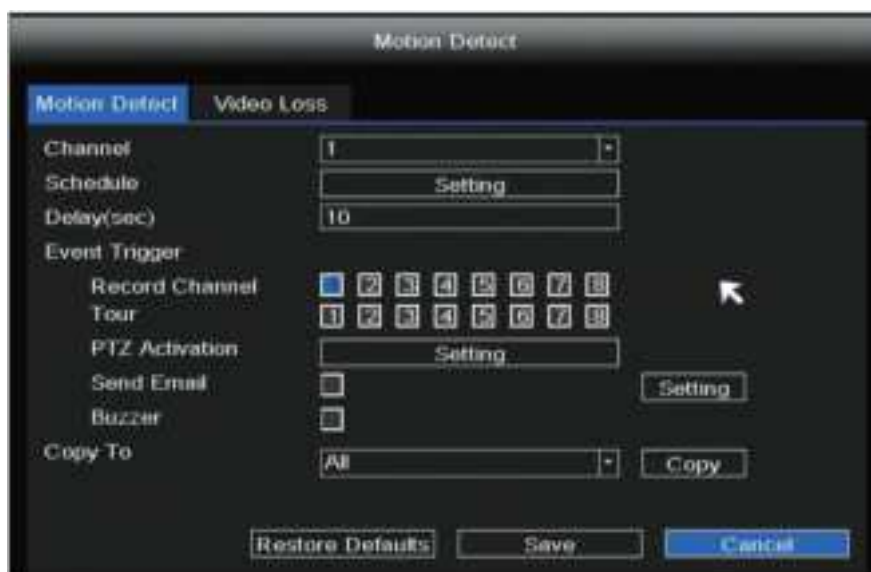 Motion Detect
Motion Detect Video Loss
Channel 1
Schedule Setting
Delay(sec) 10
Event Trigger
Record Channel 2 3 4 5 6 7 8
Tour 1 2 3 4 5 6 7 8
PTZ Activation Setting
Send Email Setting
Buzzer
Copy To All Copy
Restore Defaults Save Cancel